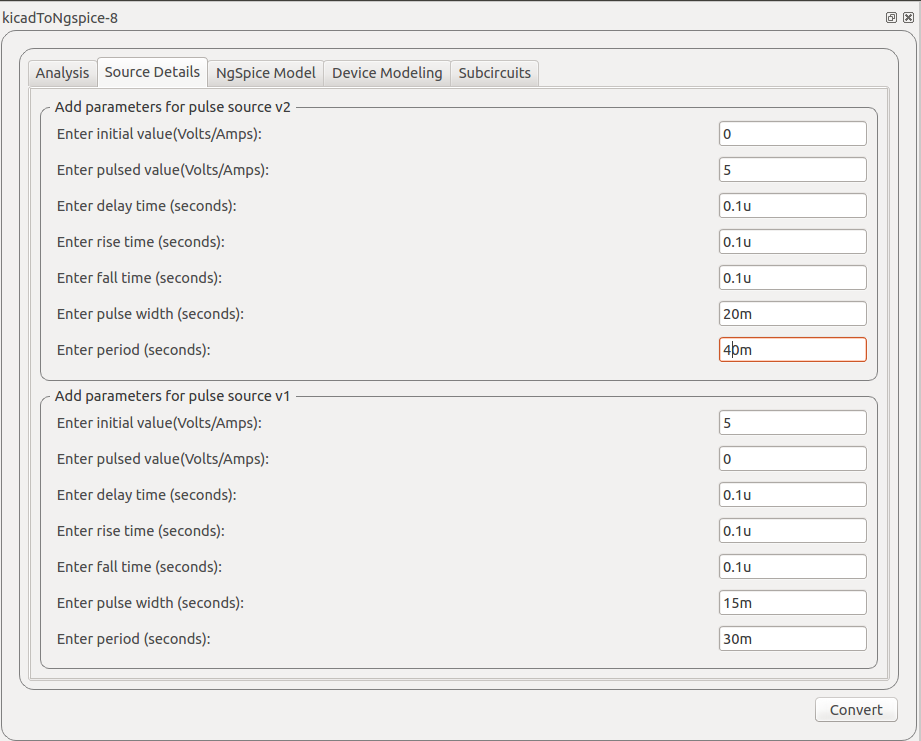 kicadToNgspice-8
Analysis Source Details NgSpice Model Device Modeling Subcircuits
Add parameters for pulse source v2
Enter initial value(Volts/Amps): 0
Enter pulsed value(Volts/Amps): 5
Enter delay time (seconds): 0.1u
Enter rise time (seconds): 0.1u
Enter fall time (seconds): 0.1u
Enter pulse width (seconds): 20m
Enter period (seconds): 40m
Add parameters for pulse source v1
Enter initial value(Volts/Amps): 5
Enter pulsed value(Volts/Amps): 0
Enter delay time (seconds): 0.1u
Enter rise time (seconds): 0.1u
Enter fall time (seconds): 0.1u
Enter pulse width (seconds): 15m
Enter period (seconds): 30m
Convert